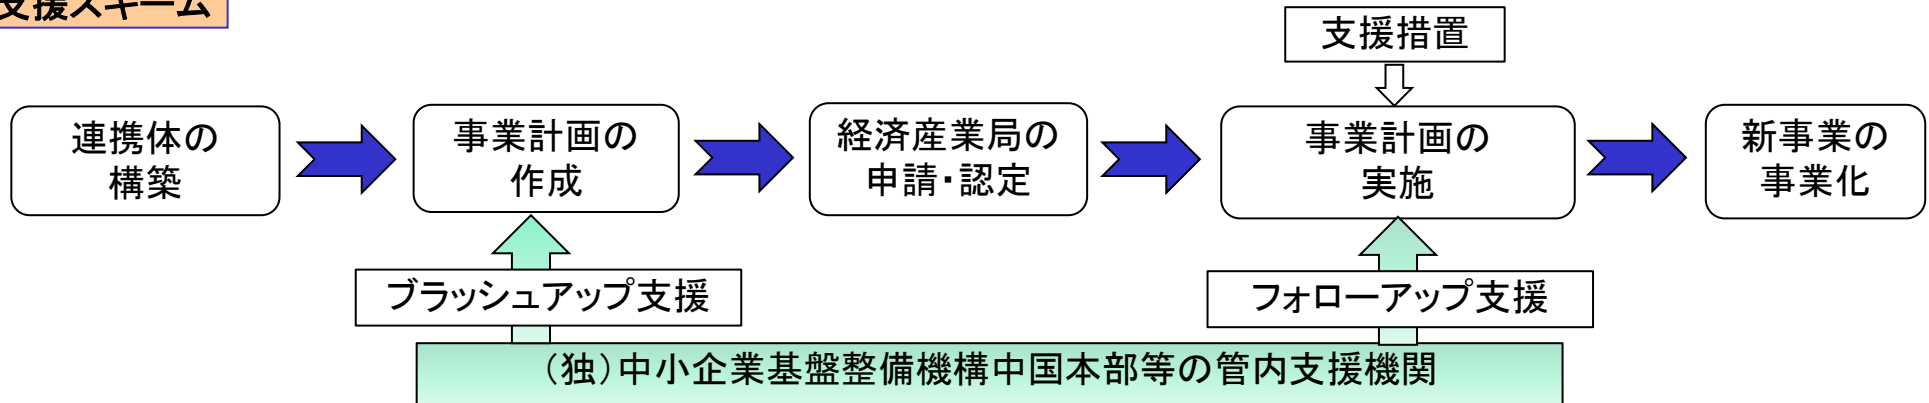 支援スキーム
支援措置
連携体の
構築
事業計画の
作成
経済産業局の
申請・認定
事業計画の
実施
新事業の
事業化
ブラッシュアップ支援
フォローアップ支援
（独）中小企業基盤整備機構中国本部等の管内支援機関